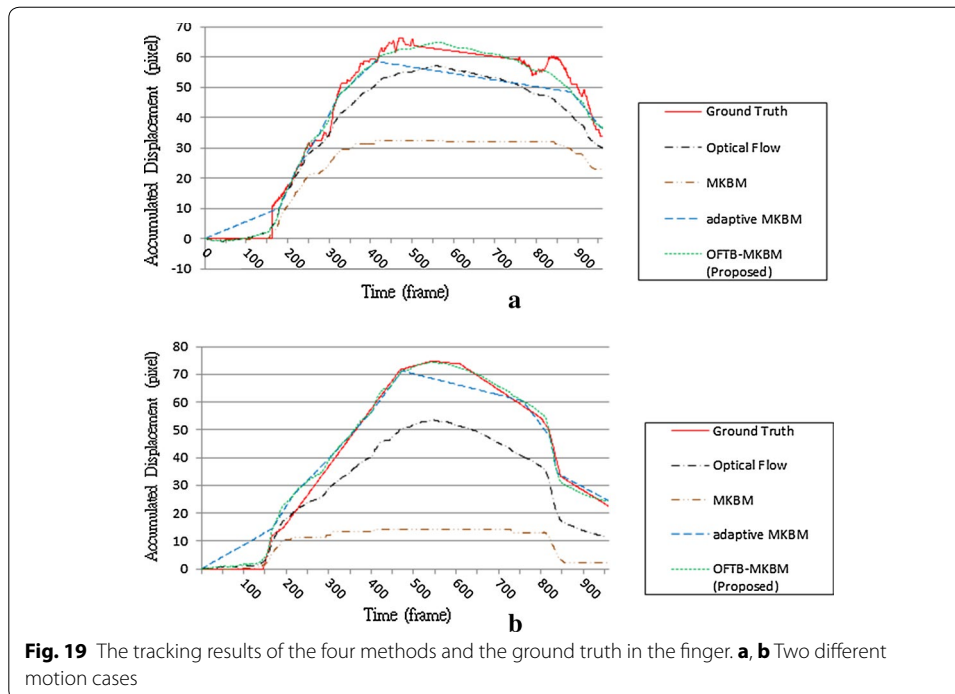 70
60
50
40
30
20
10
0
-10
Accumulated Displacement (pixel)
0 100 200 300 400 500 600 700 800 900
Time (frame)
a
Ground Truth
Optical Flow
MKBM
adaptive MKBM
OFTB-MKBM
(Proposed)
80
70
60
50
40
30
20
10
0
Accumulated Displacement (pixel)
100 200 300 400 500 600 700 800 900
Time (frame)
b
Ground Truth
Optical Flow
MKBM
adaptive MKBM
OFTB-MKBM
(Proposed)
Fig. 19 The tracking results of the four methods and the ground truth in the finger. a, b Two different
motion cases